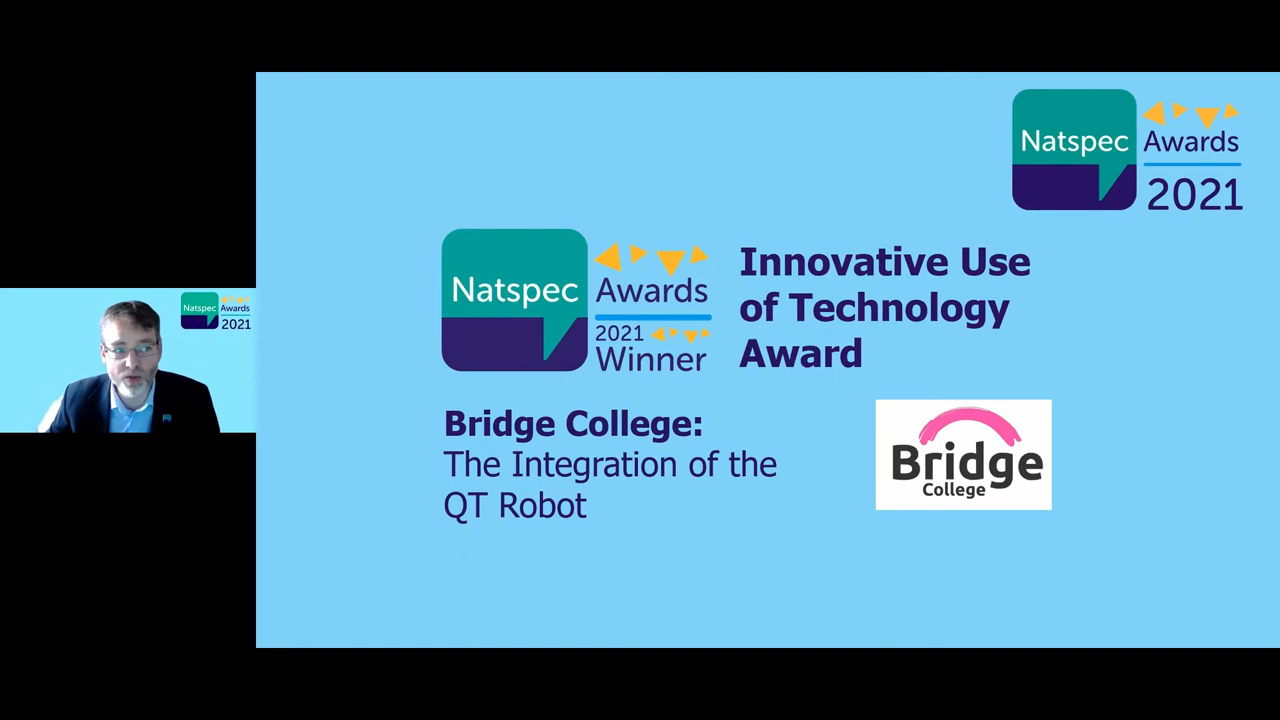 Natspec
Awards
2021
Natspec
Awards
2021
Winner
Innovative Use
of Technology
Award
Bridge College:
The Integration of the
QT Robot
Bridge
College
Natspec
Awards
2021